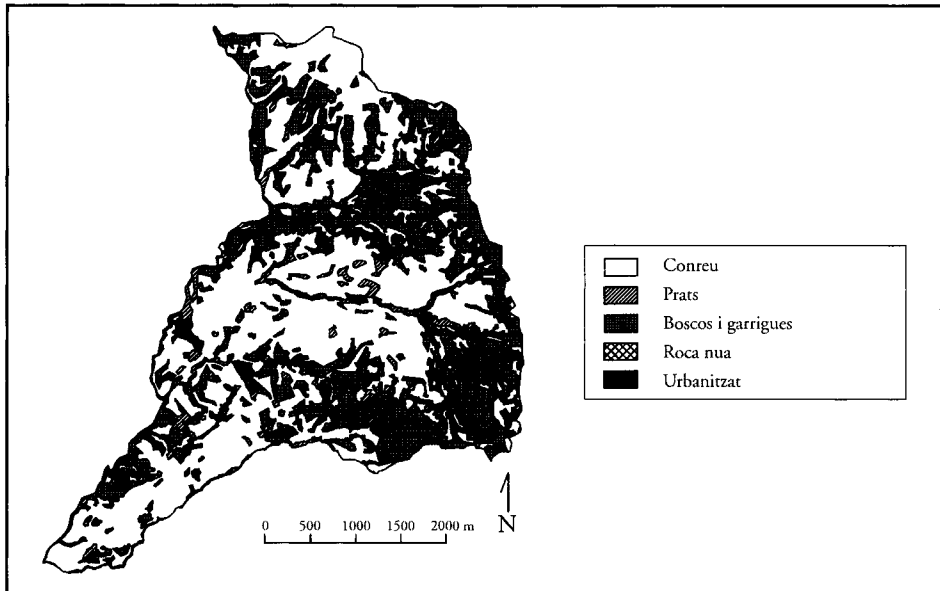 Conreu
Prats
Boscos i garrigues
Roca nua
Urbanitzat
N
0 500 1000 1500 2000 m